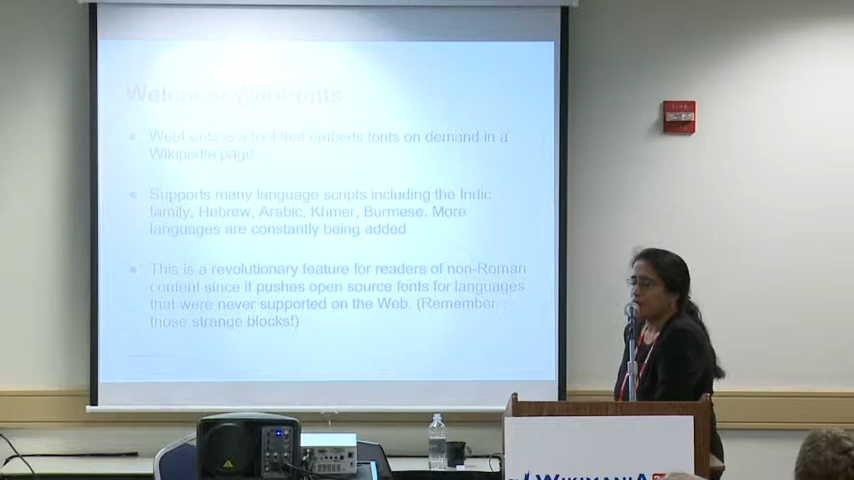 Welcome WebFonts
● WebFonts is a tool that embeds fonts on demand in a
Wikipedia page
● Supports many language scripts including the Indic
family, Hebrew, Arabic, Khmer, Burmese. More
languages are constantly being added
● This is a revolutionary feature for readers of non-Roman
content since it pushes open source fonts for languages
that were never supported on the Web. (Remember
those strange blocks!)
FIRE
WIKIMANIA